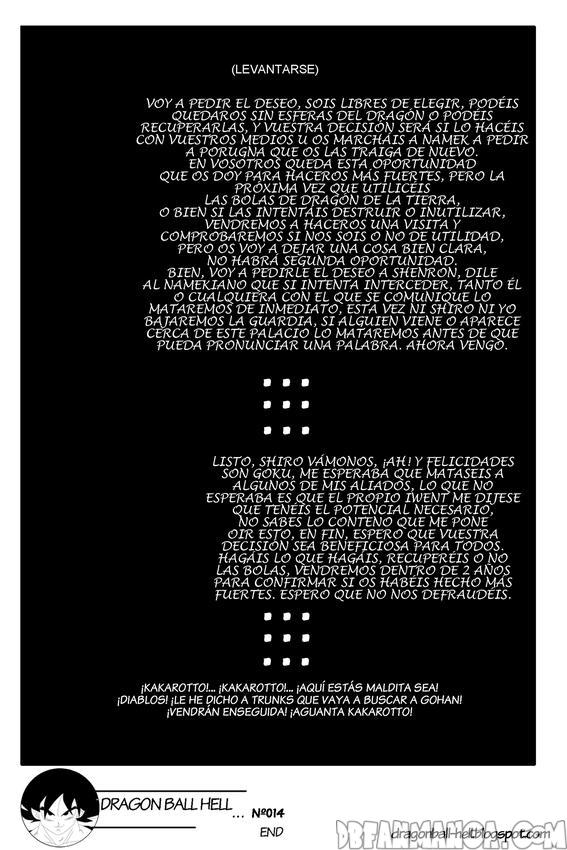 (LEVANTARSE)
VOY A PEDIR EL DESEO, SOIS LIBRES DE ELEGIR, PODÉIS
QUEDAROS SIN ESFERAS DEL DRAGÓN O PODÉIS
RECUPERARLAS, Y VUESTRA DECISIÓN SERÁ SI LO HACÉIS
CON VUESTROS MEDIOS U OS MARCHÁIS A NAMEK A PEDIR
A PORUGNA QUE OS LAS TRAIGA DE NUEVO.
EN VOSOTROS QUEDA ESTÁ OPORTUNIDAD
QUE OS DOY PARA HACEROS MÁS FUERTES, PERO LA
PRÓXIMA VEZ QUE UTILICÉIS
LAS BOLAS DE DRAGÓN DE LA TIERRA,
O BIEN SI LAS INTENTÁIS DESTRUIR O INUTILIZAR,
VENDREMOS A HACEROS UNA VISITA Y
COMPROBAREMOS SI NOS SOIS O NO DE UTILIDAD,
PERO OS VOY A DEJAR UNA COSA BIEN CLARA,
NO HABRÁ SEGUNDA OPORTUNIDAD.
BIEN, VOY A PEDIRLE EL DESEO A SHENRON, DILE
AL NAMEKIANO QUE SI INTENTA INTERCEDER, TANTO ÉL
O CUALQUIERA CON EL QUE SE COMUNIQUE LO
MATAREMOS DE INMEDIATO, ESTA VEZ NI SHIRO NI YO
BAJAREMOS LA GUARDIA, SI ALGUIEN VIENE O APARECE
CERCA DE ESTE PALACIO LO MATAREMOS ANTES DE QUE
PUEDA PRONUNCIAR UNA PALABRA. AHORA VENGO.
LISTO, SHIRO VÁMONOS, ¡AH! Y FELICIDADES
SON GOKU, ME ESPERABA QUE MATASEIS A
ALGUNOS DE MIS ALIADOS, LO QUE NO
ESPERABA ES QUE EL PROPIO IWENT ME DIJESE
QUE TENÉIS EL POTENCIAL NECESARIO,
NO SABES LO CONTENO QUE ME PONE
OIR ESTO, EN FIN, ESPERO QUE VUESTRA
DECISIÓN SEA BENEFICIOSA PARA TODOS.
HAGÁIS LO QUE HAGÁIS, RECUPERÉIS O NO
LAS BOLAS, VENDREMOS DENTRO DE 2 AÑOS
PARA CONFIRMAR SI OS HABÉIS HECHO MÁS
FUERTES. ESPERO QUE NO NOS DEFRAUDÉIS.
¡KAKAROTTO!... ¡KAKAROTTO!... ¡AQUÍ ESTÁS MALDITA SEA!
¡DIABLOS! ¡LE HE DICHO A TRUNKS QUE VAYA A BUSCAR A GOHAN!
¡VENDRÁN ENSEGUIDA! ¡AGUANTA KAKAROTTO!
DRAGON BALL HELL
... Nº014
END
dragonball-hell.blogspot.com
DBFANMANGA.COM